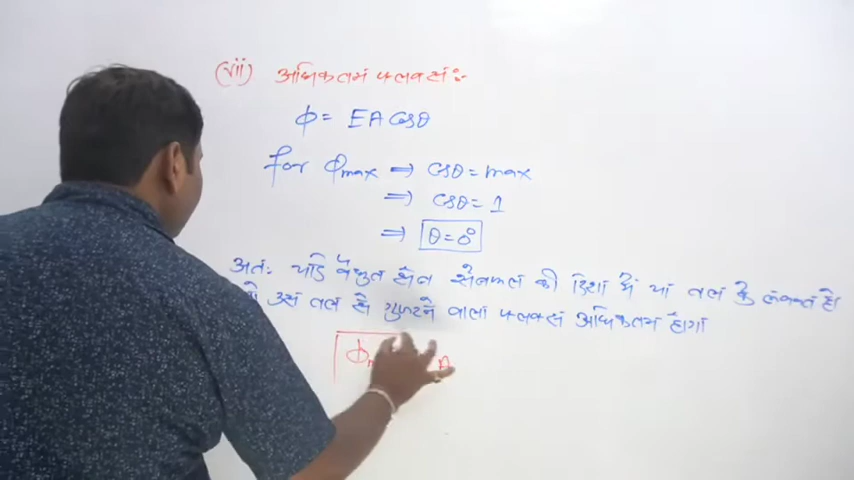 (vii) अधिकतम फ्लक्स :-
ϕ = EA cosθ
for ϕmax ⇒ cosθ = max
⇒ cosθ = 1
⇒ θ = 0°
अतः यदि वैद्युत क्षेत्र क्षेत्रफल की दिशा में या तल के लंबवत हो
उस तल से गुजरने वाला फ्लक्स अधिकतम होगा
ϕ A